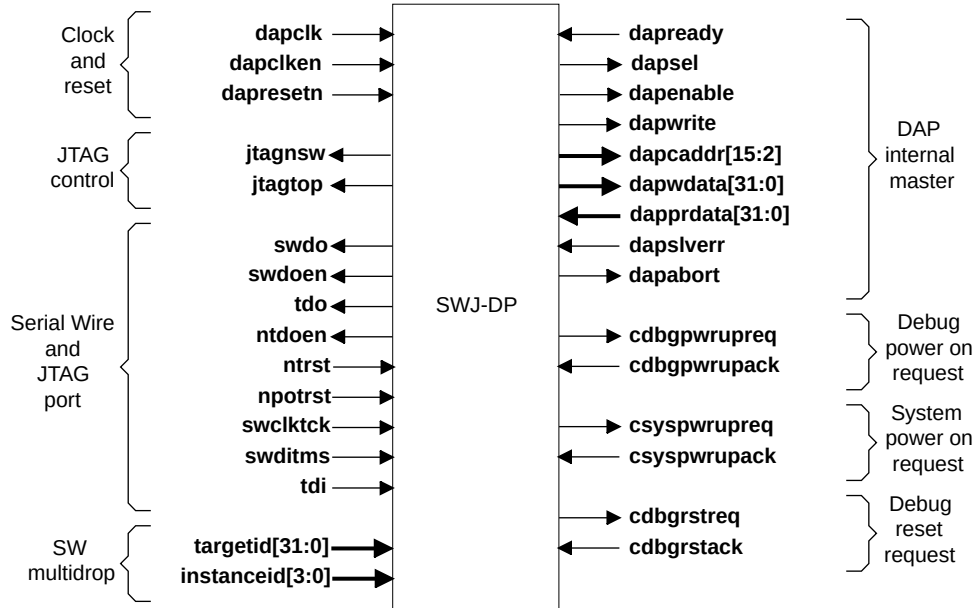 Clock
and
reset
dapclk
dapclken
dapresetn
JTAG
control
jtagnsw
jtagtop
Serial Wire
and
JTAG
port
swdo
swdoen
tdo
ntdoen
ntrst
npotrst
swclktck
swditms
tdi
SW
multidrop
targetid[31:0]
instanceid[3:0]
SWJ-DP
dapready
dapsel
dapenable
dapwrite
dapcaddr[15:2]
dapwdata[31:0]
dapprdata[31:0]
dapslverr
dapabort
DAP
internal
master
cdbgpwrupreq
cdbgpwrupack
Debug
power on
request
csyspwrupreq
csyspwrupack
System
power on
request
cdbgrstreq
cdbgrstack
Debug
reset
request